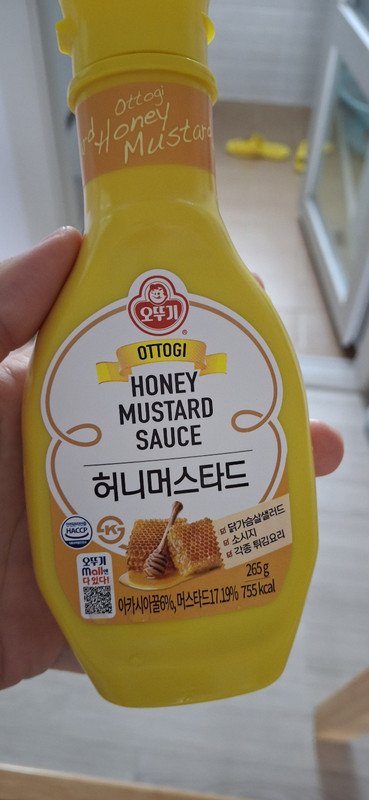 Ottogi
Honey
Mustard
오뚜기
®
OTTOGI
HONEY
MUSTARD
SAUCE
허니머스타드
HACCP
K
닭가슴살샐러드
소시지
각종 튀김요리
오뚜기
mall에
다 있다!
265 g
아카시아꿀6%, 머스타드17.19% 755 kcal